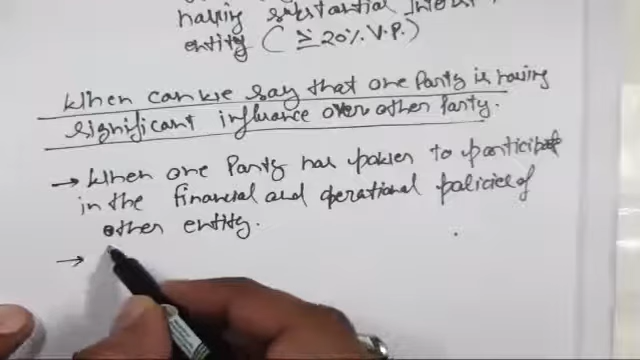 having substantial Interest
entity ( ≥ 20% V.P.)
When can we say that one Party is having
significant influence over other Party.
→ When one Party has power to participate
in the financial and operational policies of
other entity.
→